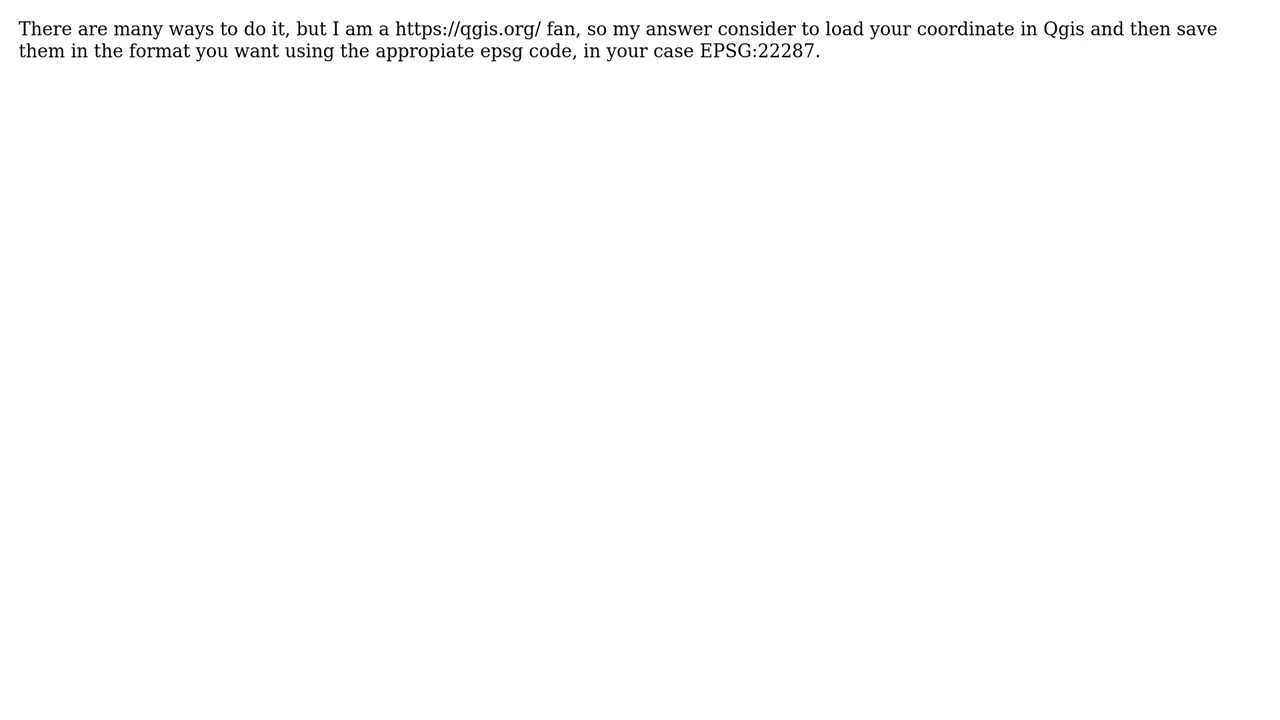 There are many ways to do it, but I am a https://qgis.org/ fan, so my answer consider to load your coordinate in Qgis and then save
them in the format you want using the appropiate epsg code, in your case EPSG:22287.